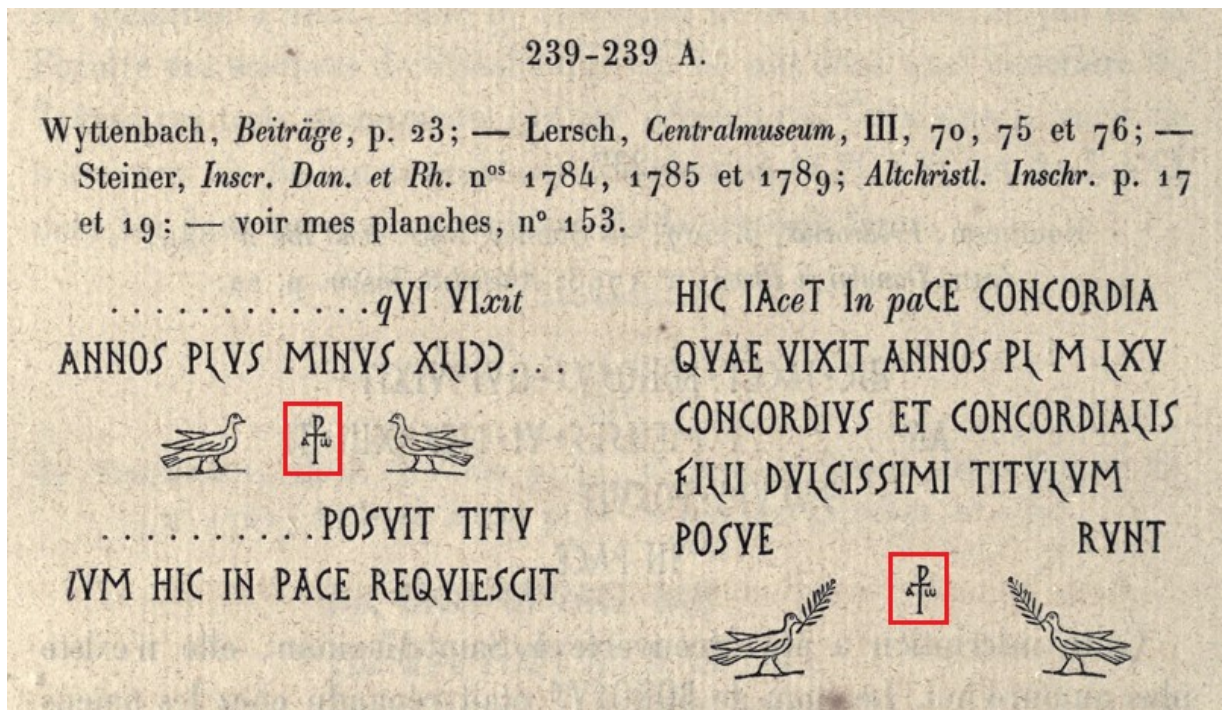 239-239 A.
Wyttenbach, Beiträge, p. 23; — Lersch, Centralmuseum, III, 70, 75 et 76; —
Steiner, Inscr. Dan. et Rh. nos 1784, 1785 et 1789; Altchristl. Inschr. p. 17
et 19: — voir mes planches, n° 153.
. . . . . . . . . . . . . qVI VIxit
ANNOS PLVS MINVS XLIↃↃ. . .
⳨
α ω
. . . . . . . . . . . POSVIT TITV
lVM HIC IN PACE REQVIESCIT
HIC IAceT In paCE CONCORDIA
QVAE VIXIT ANNOS PL M LXV
CONCORDIVS ET CONCORDIALIS
FILII DVLCISSIMI TITVLVM
POSVE RVNT
⳨
α ω